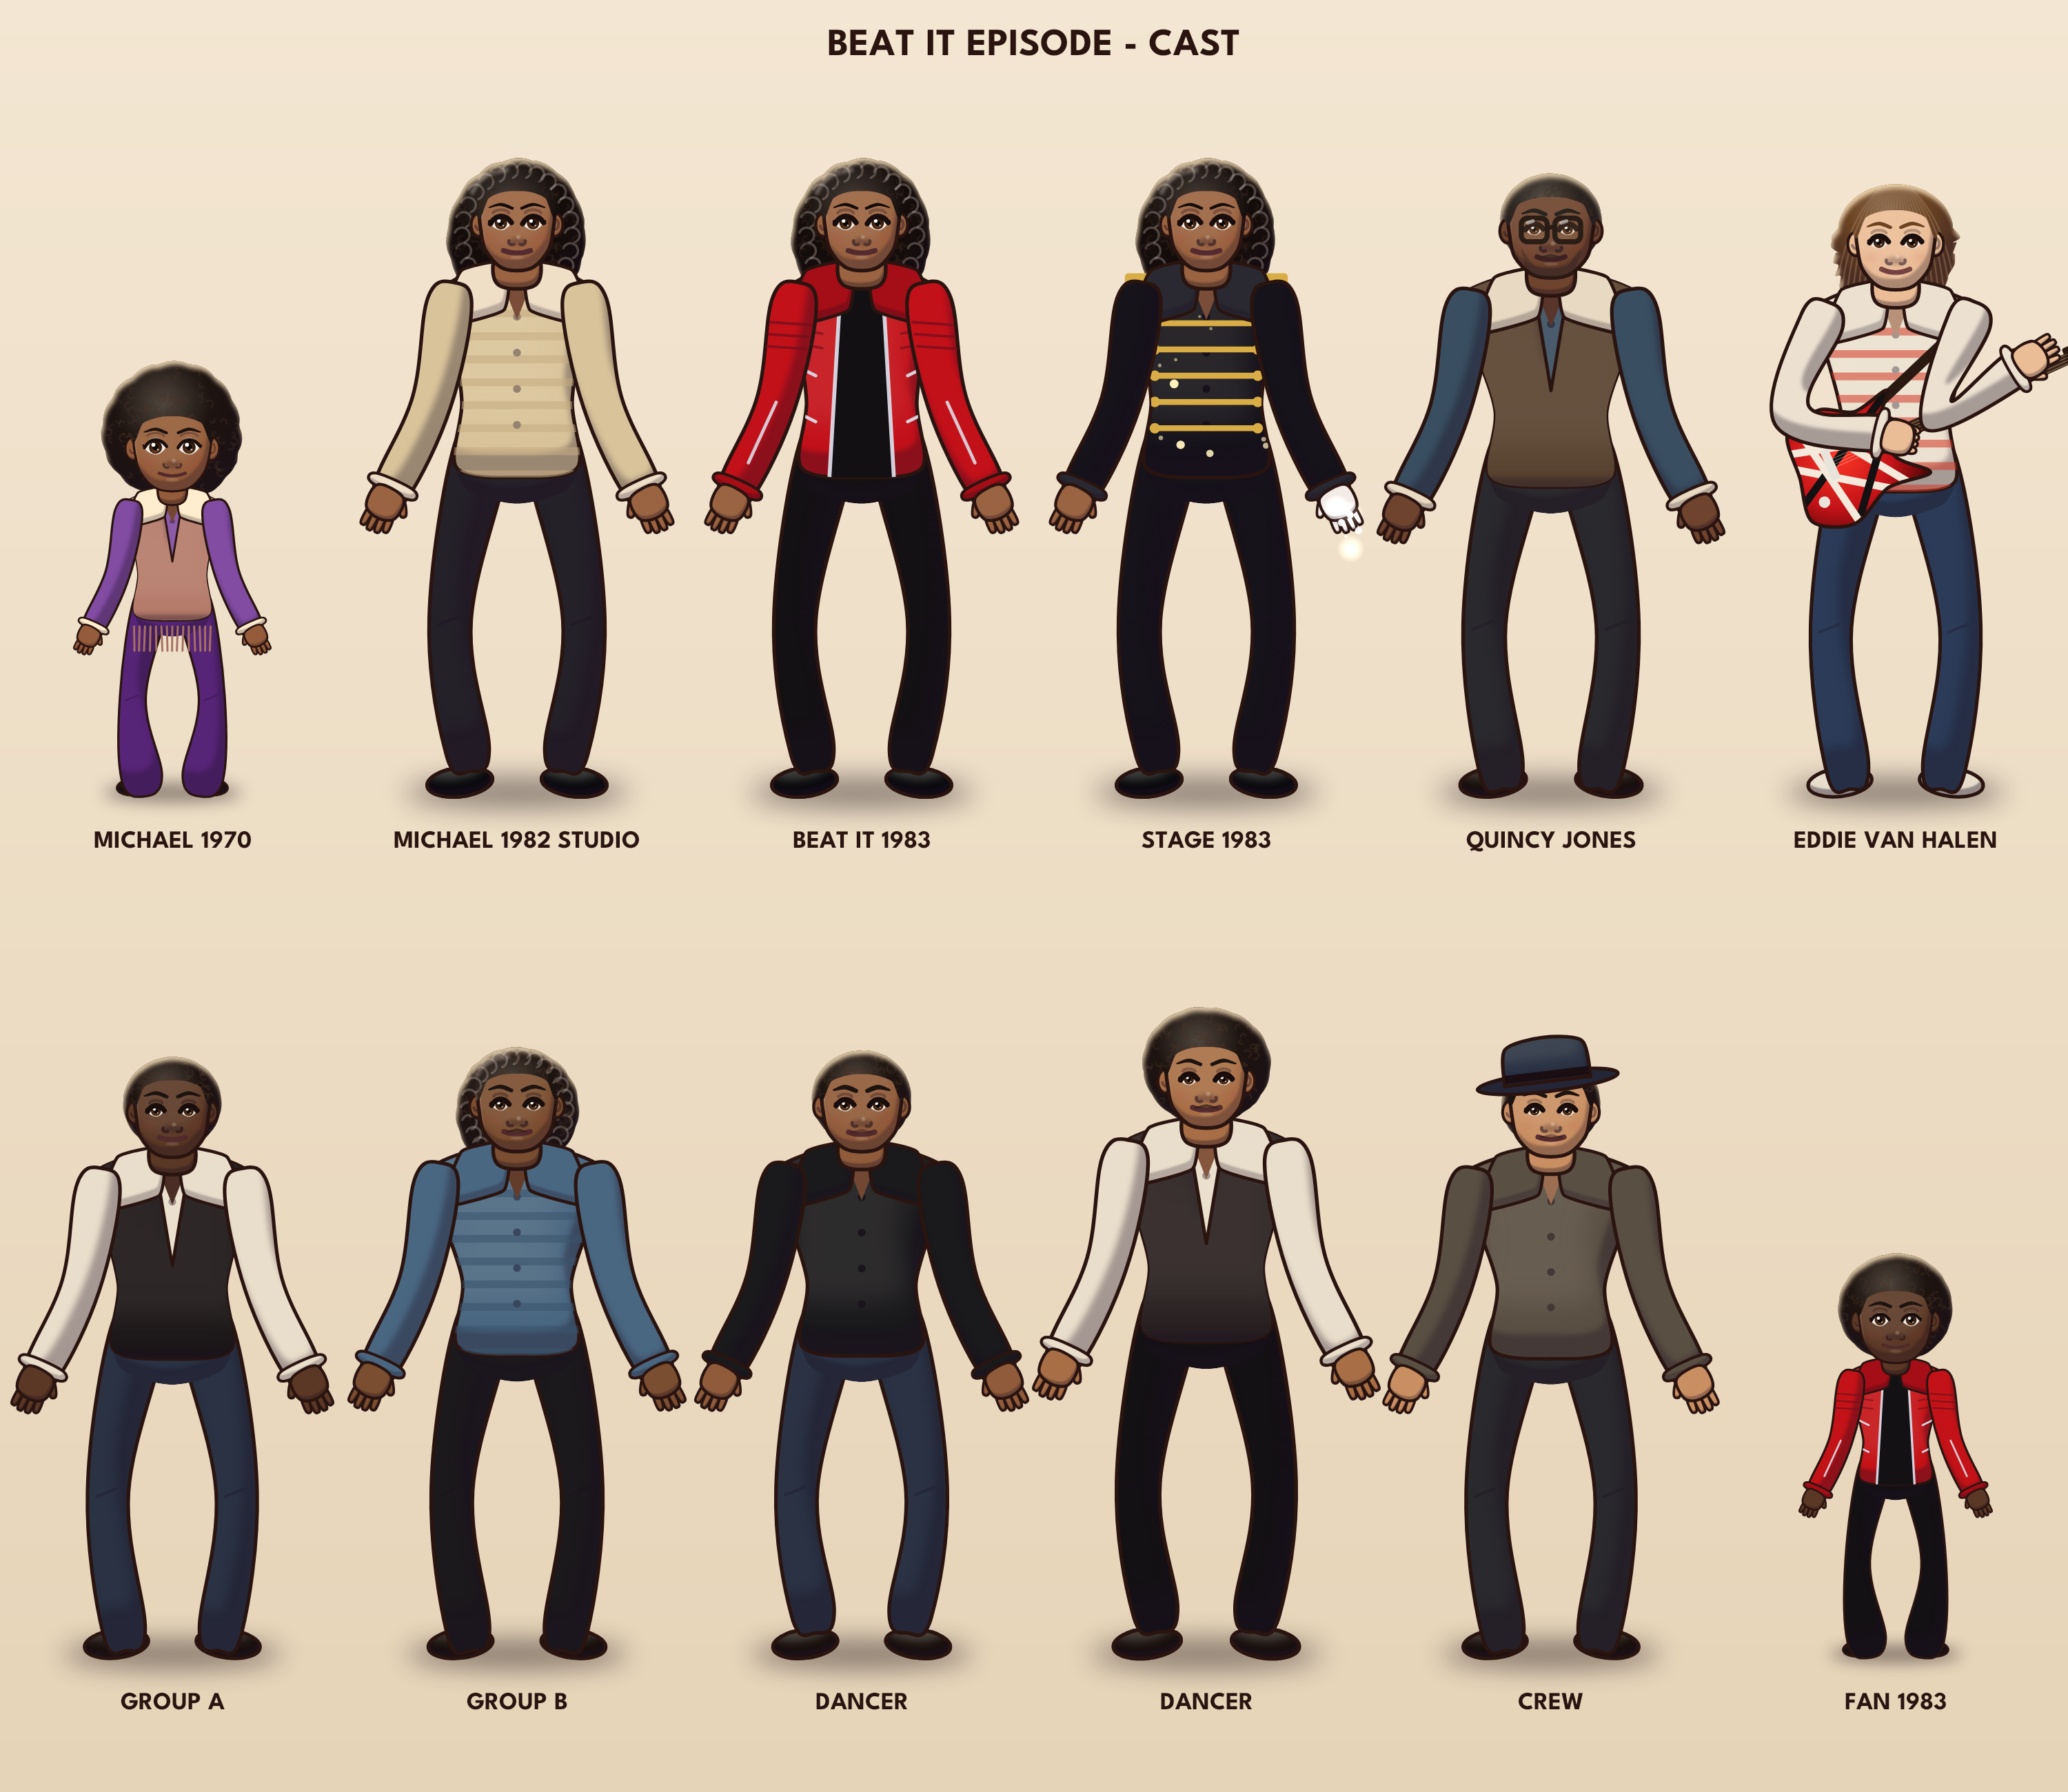 BEAT IT EPISODE - CAST
MICHAEL 1970
MICHAEL 1982 STUDIO
BEAT IT 1983
STAGE 1983
QUINCY JONES
EDDIE VAN HALEN
GROUP A
GROUP B
DANCER
DANCER
CREW
FAN 1983